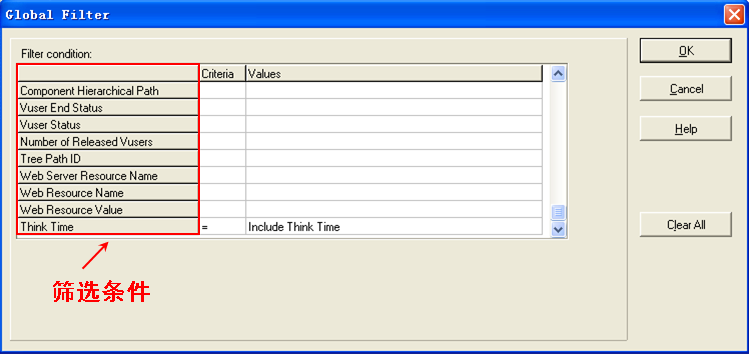 Global Filter
Filter condition:
Criteria Values
Component Hierarchical Path
Vuser End Status
Vuser Status
Number of Released Vusers
Tree Path ID
Web Server Resource Name
Web Resource Name
Web Resource Value
Think Time = Include Think Time
筛选条件
OK
Cancel
Help
Clear All